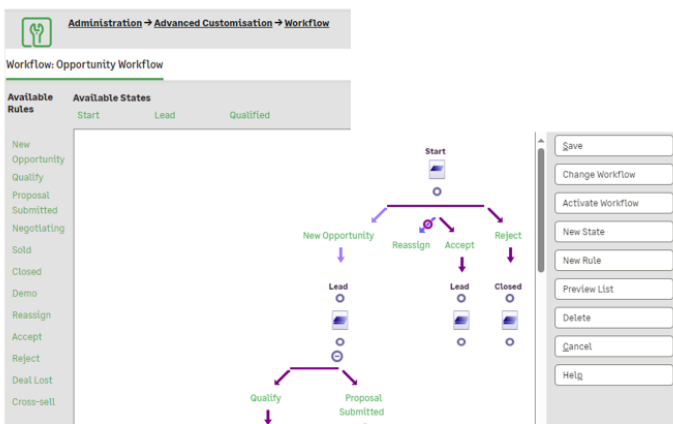 Administration → Advanced Customisation → Workflow
Workflow: Opportunity Workflow
Available
Rules
Available States
Start Lead Qualified
New
Opportunity
Qualify
Proposal
Submitted
Negotiating
Sold
Closed
Demo
Reassign
Accept
Reject
Deal Lost
Cross-sell
Start
New Opportunity
Reassign
Accept
Reject
Lead
Lead
Closed
Qualify
Proposal
Submitted
Save
Change Workflow
Activate Workflow
New State
New Rule
Preview List
Delete
Cancel
Help